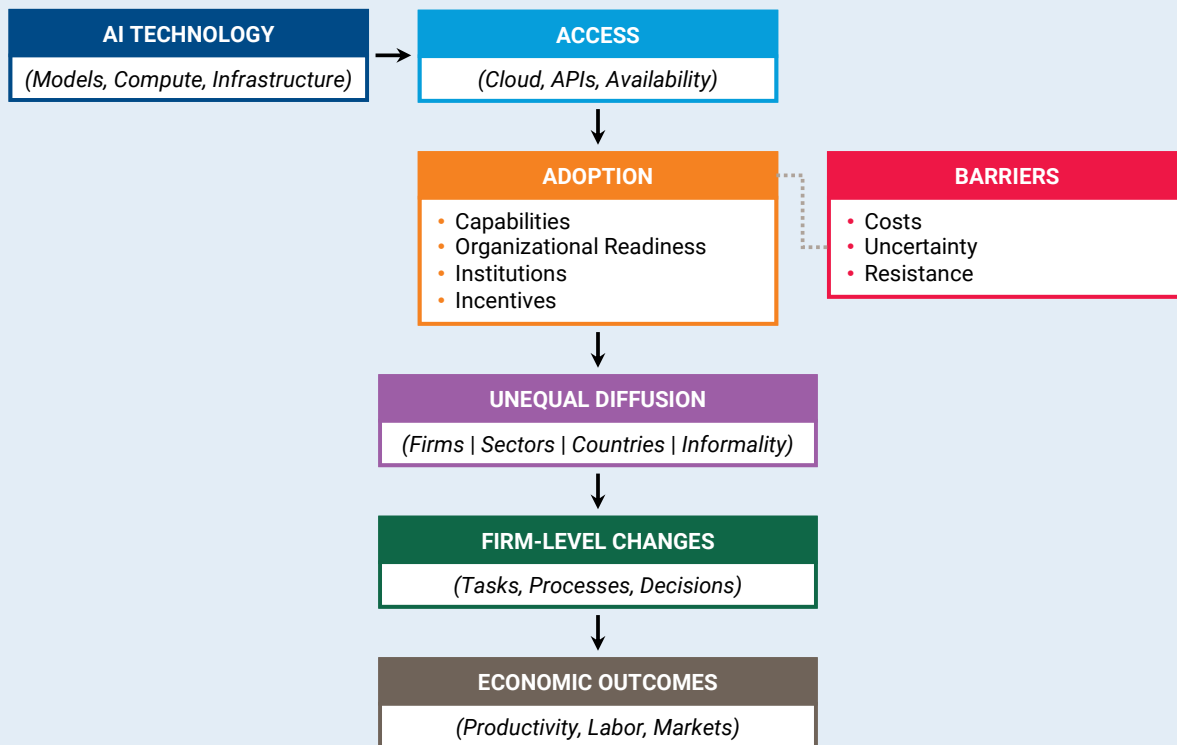 AI TECHNOLOGY
(Models, Compute, Infrastructure)
ACCESS
(Cloud, APIs, Availability)
ADOPTION
• Capabilities
• Organizational Readiness
• Institutions
• Incentives
BARRIERS
• Costs
• Uncertainty
• Resistance
UNEQUAL DIFFUSION
(Firms | Sectors | Countries | Informality)
FIRM-LEVEL CHANGES
(Tasks, Processes, Decisions)
ECONOMIC OUTCOMES
(Productivity, Labor, Markets)